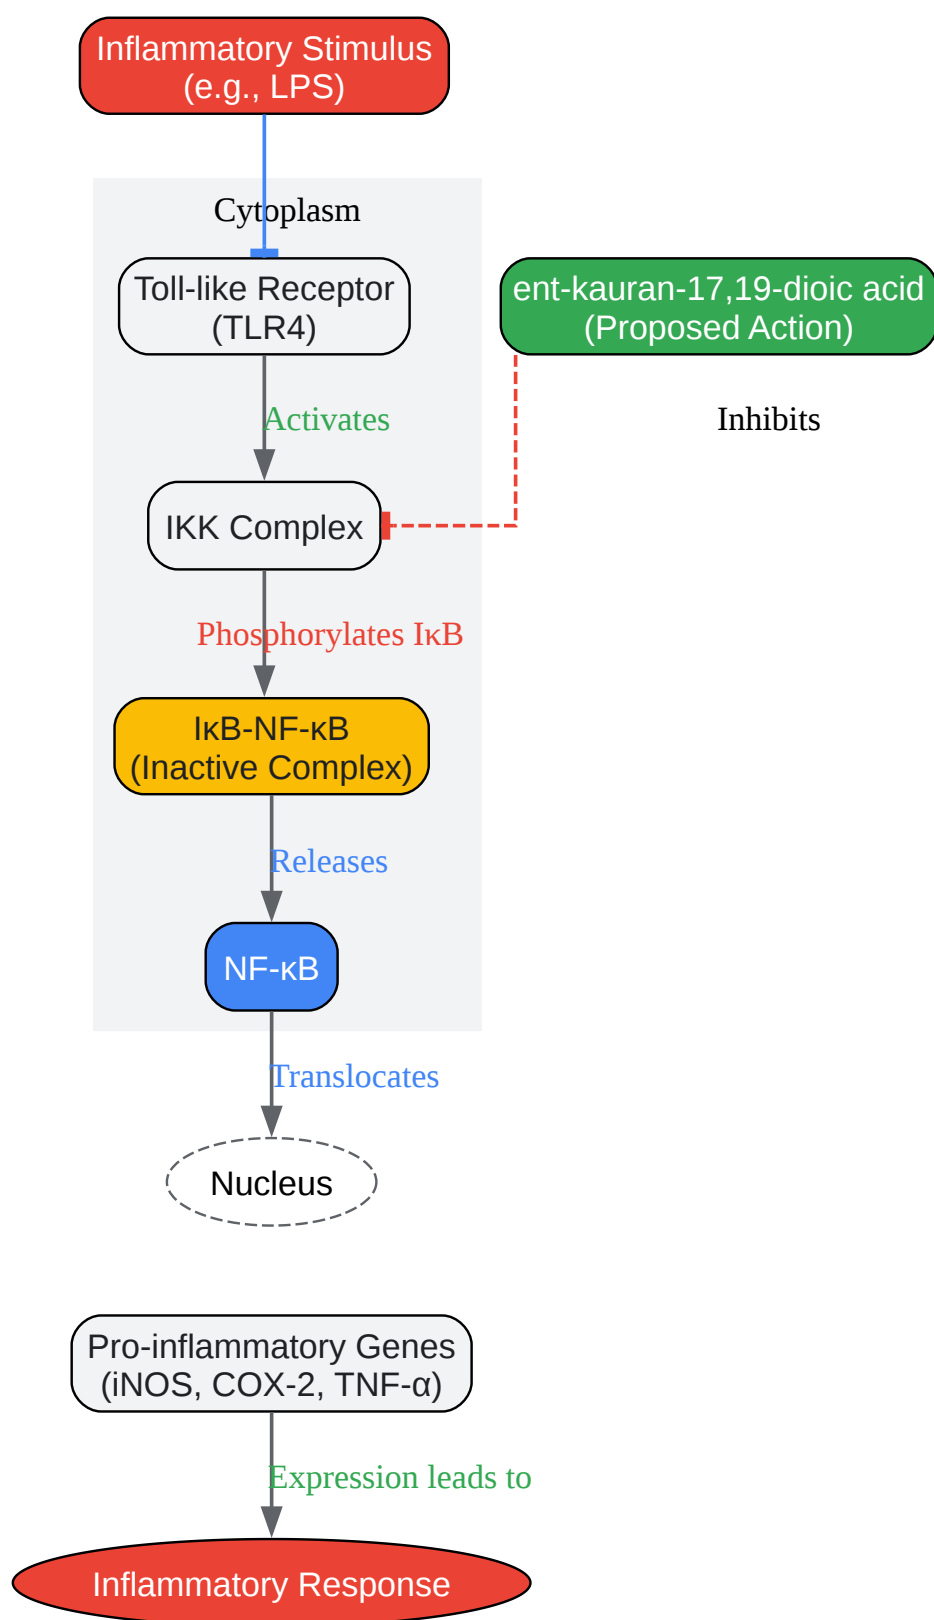 Inflammatory Stimulus
(e.g., LPS)
Cytoplasm
Toll-like Receptor
(TLR4)
ent-kauran-17,19-dioic acid
(Proposed Action)
Activates
Inhibits
IKK Complex
Phosphorylates IκB
IκB-NF-κB
(Inactive Complex)
Releases
NF-κB
Translocates
Nucleus
Pro-inflammatory Genes
(iNOS, COX-2, TNF-α)
Expression leads to
Inflammatory Response